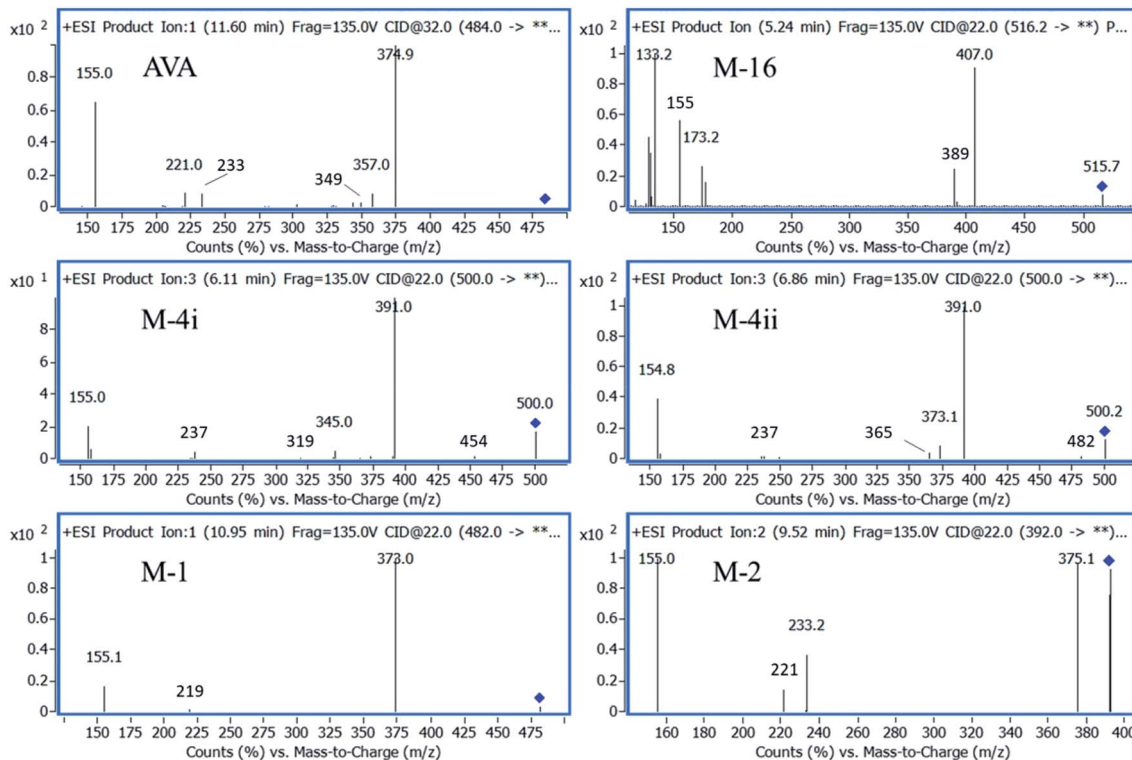 +ESI Product Ion:1 (11.60 min) Frag=135.0V CID@32.0 (484.0 -> **...
x10 2
AVA
374.9
155.0
221.0
233
349
357.0
0.8
0.6
0.4
0.2
0
150 175 200 225 250 275 300 325 350 375 400 425 450 475
Counts (%) vs. Mass-to-Charge (m/z)
+ESI Product Ion (5.24 min) Frag=135.0V CID@22.0 (516.2 -> **) P...
x10 2
M-16
133.2
407.0
155
173.2
389
515.7
1
0.8
0.6
0.4
0.2
0
150 200 250 300 350 400 450 500
Counts (%) vs. Mass-to-Charge (m/z)
+ESI Product Ion:3 (6.11 min) Frag=135.0V CID@22.0 (500.0 -> **)...
x10 1
M-4i
391.0
155.0
237
319
345.0
454
500.0
8
6
4
2
0
150 175 200 225 250 275 300 325 350 375 400 425 450 475 500
Counts (%) vs. Mass-to-Charge (m/z)
+ESI Product Ion:3 (6.86 min) Frag=135.0V CID@22.0 (500.0 -> **)...
x10 2
M-4ii
391.0
154.8
237
365
373.1
482
500.2
1
0.8
0.6
0.4
0.2
0
150 175 200 225 250 275 300 325 350 375 400 425 450 475 500
Counts (%) vs. Mass-to-Charge (m/z)
+ESI Product Ion:1 (10.95 min) Frag=135.0V CID@22.0 (482.0 -> **...
x10 2
M-1
373.0
155.1
219
1
0.8
0.6
0.4
0.2
0
150 175 200 225 250 275 300 325 350 375 400 425 450 475
Counts (%) vs. Mass-to-Charge (m/z)
+ESI Product Ion:2 (9.52 min) Frag=135.0V CID@22.0 (392.0 -> **)...
x10 2
M-2
155.0
375.1
233.2
221
1
0.8
0.6
0.4
0.2
0
160 180 200 220 240 260 280 300 320 340 360 380 400
Counts (%) vs. Mass-to-Charge (m/z)